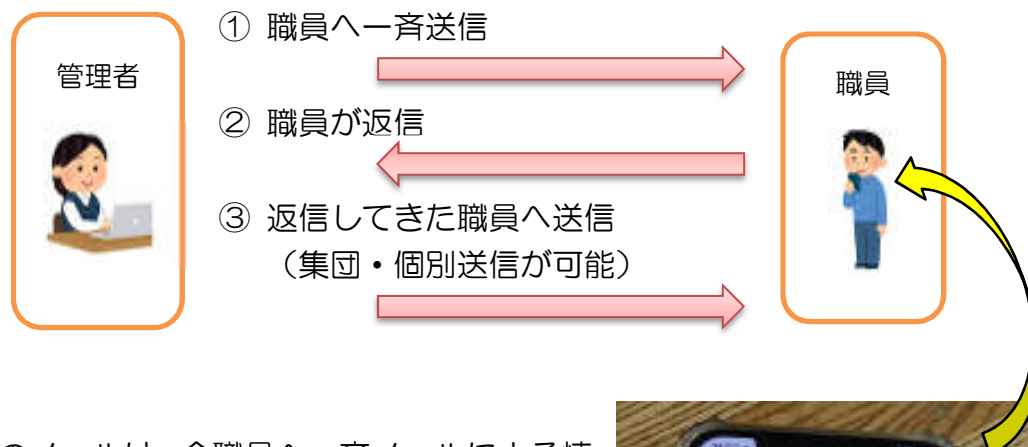 管理者
① 職員へ一斉送信
職員
② 職員が返信
③ 返信してきた職員へ送信
（集団・個別送信が可能）